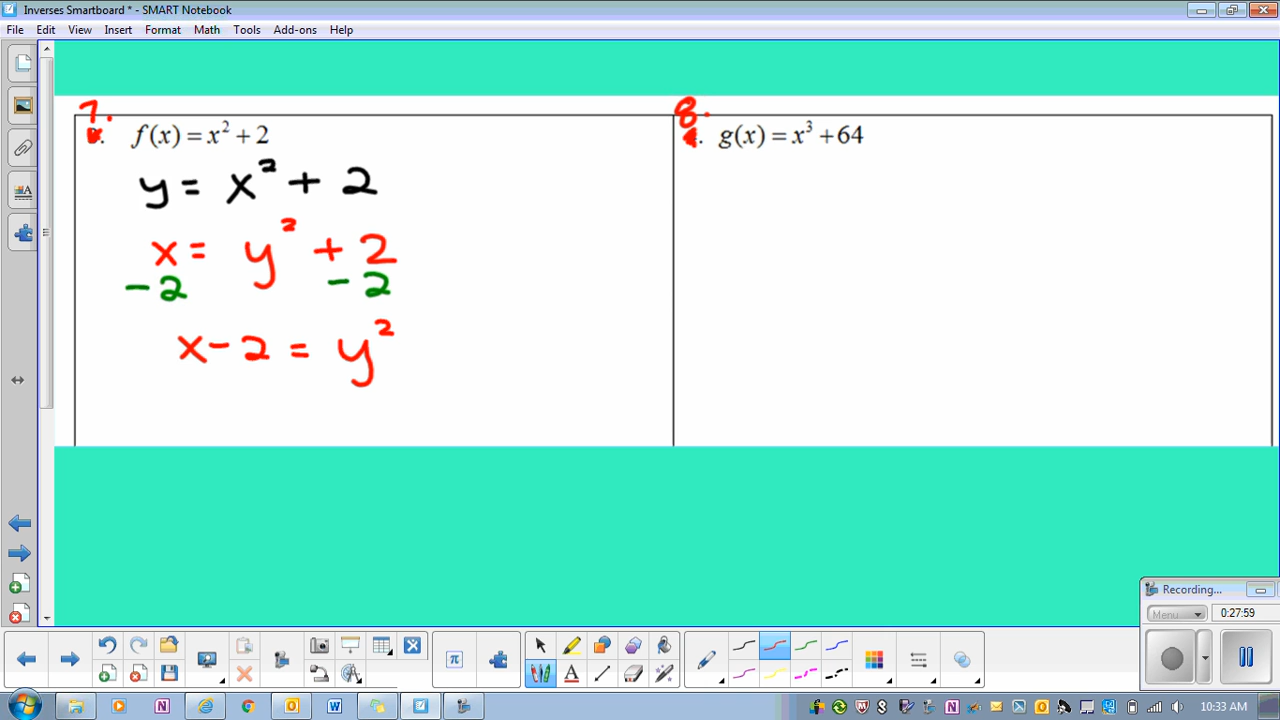 Inverses Smartboard * - SMART Notebook
File Edit View Insert Format Math Tools Add-ons Help
7.
f(x) = x² + 2
y = x² + 2
x = y² + 2
-2 -2
x - 2 = y²
8.
g(x) = x³ + 64
Recording...
Menu
0:27:59
10:33 AM